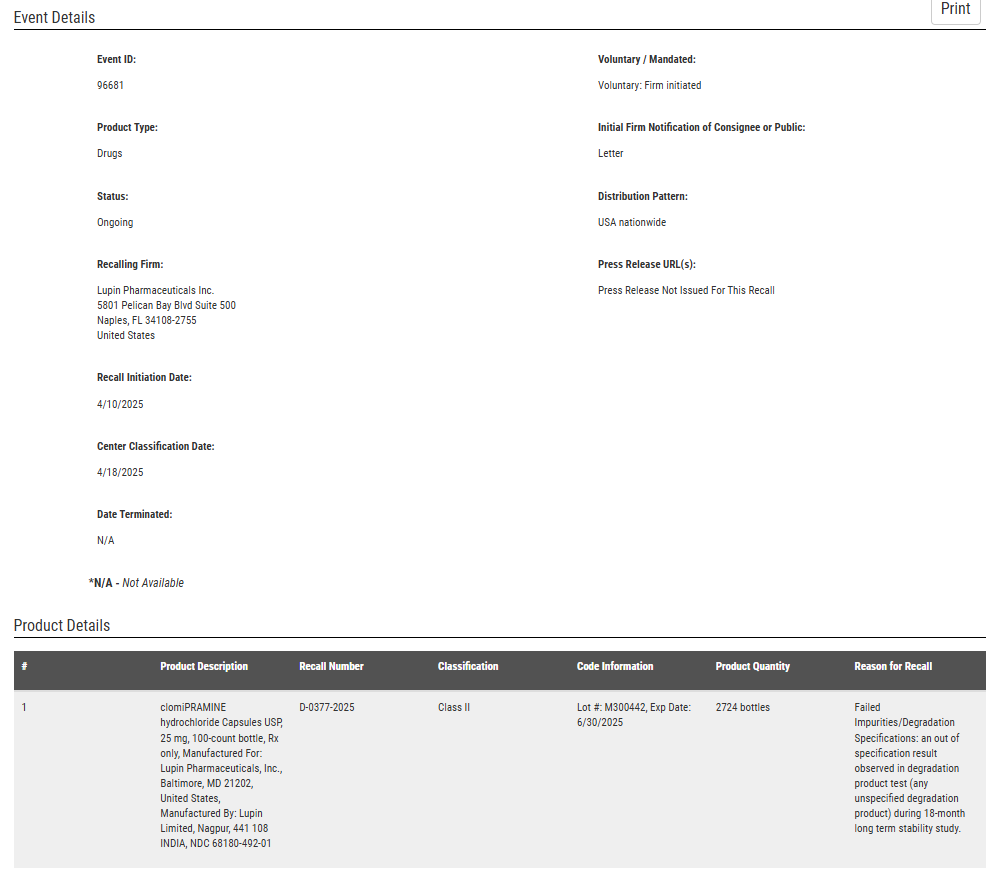 Print
Event Details
Event ID:
96681
Product Type:
Drugs
Status:
Ongoing
Recalling Firm:
Lupin Pharmaceuticals Inc.
5801 Pelican Bay Blvd Suite 500
Naples, FL 34108-2755
United States
Recall Initiation Date:
4/10/2025
Center Classification Date:
4/18/2025
Date Terminated:
N/A
Voluntary / Mandated:
Voluntary: Firm initiated
Initial Firm Notification of Consignee or Public:
Letter
Distribution Pattern:
USA nationwide
Press Release URL(s):
Press Release Not Issued For This Recall
*N/A - Not Available
Product Details
# Product Description Recall Number Classification Code Information Product Quantity Reason for Recall
1
clomiPRAMINE
hydrochloride Capsules USP,
25 mg, 100-count bottle, Rx
only, Manufactured For:
Lupin Pharmaceuticals, Inc.,
Baltimore, MD 21202,
United States,
Manufactured By: Lupin
Limited, Nagpur, 441 108
INDIA, NDC 68180-492-01
D-0377-2025
Class II
Lot #: M300442, Exp Date:
6/30/2025
2724 bottles
Failed
Impurities/Degradation
Specifications: an out of
specification result
observed in degradation
product test (any
unspecified degradation
product) during 18-month
long term stability study.